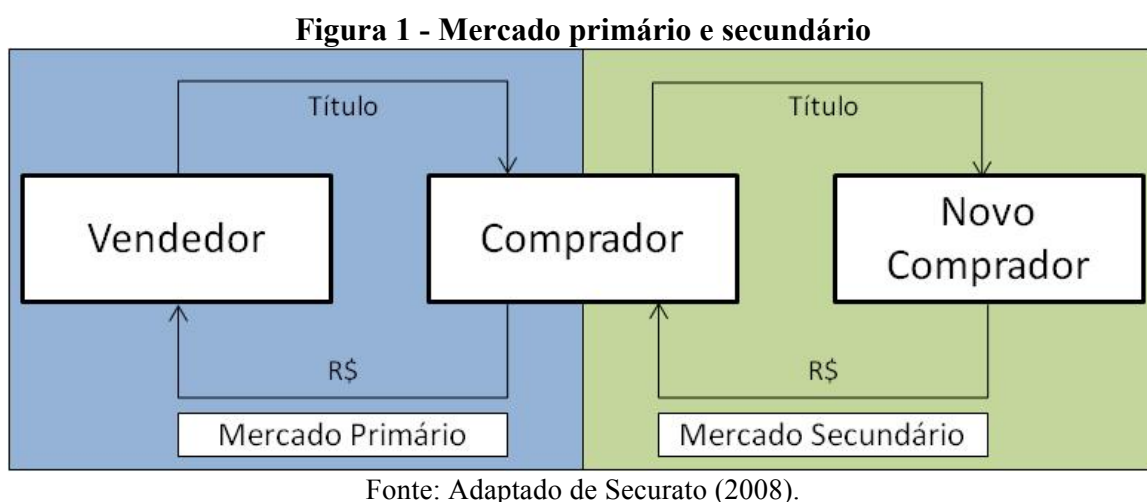 Figura 1 - Mercado primário e secundário
Título
Título
Vendedor
Comprador
Novo
Comprador
R$
R$
Mercado Primário
Mercado Secundário
Fonte: Adaptado de Securato (2008).